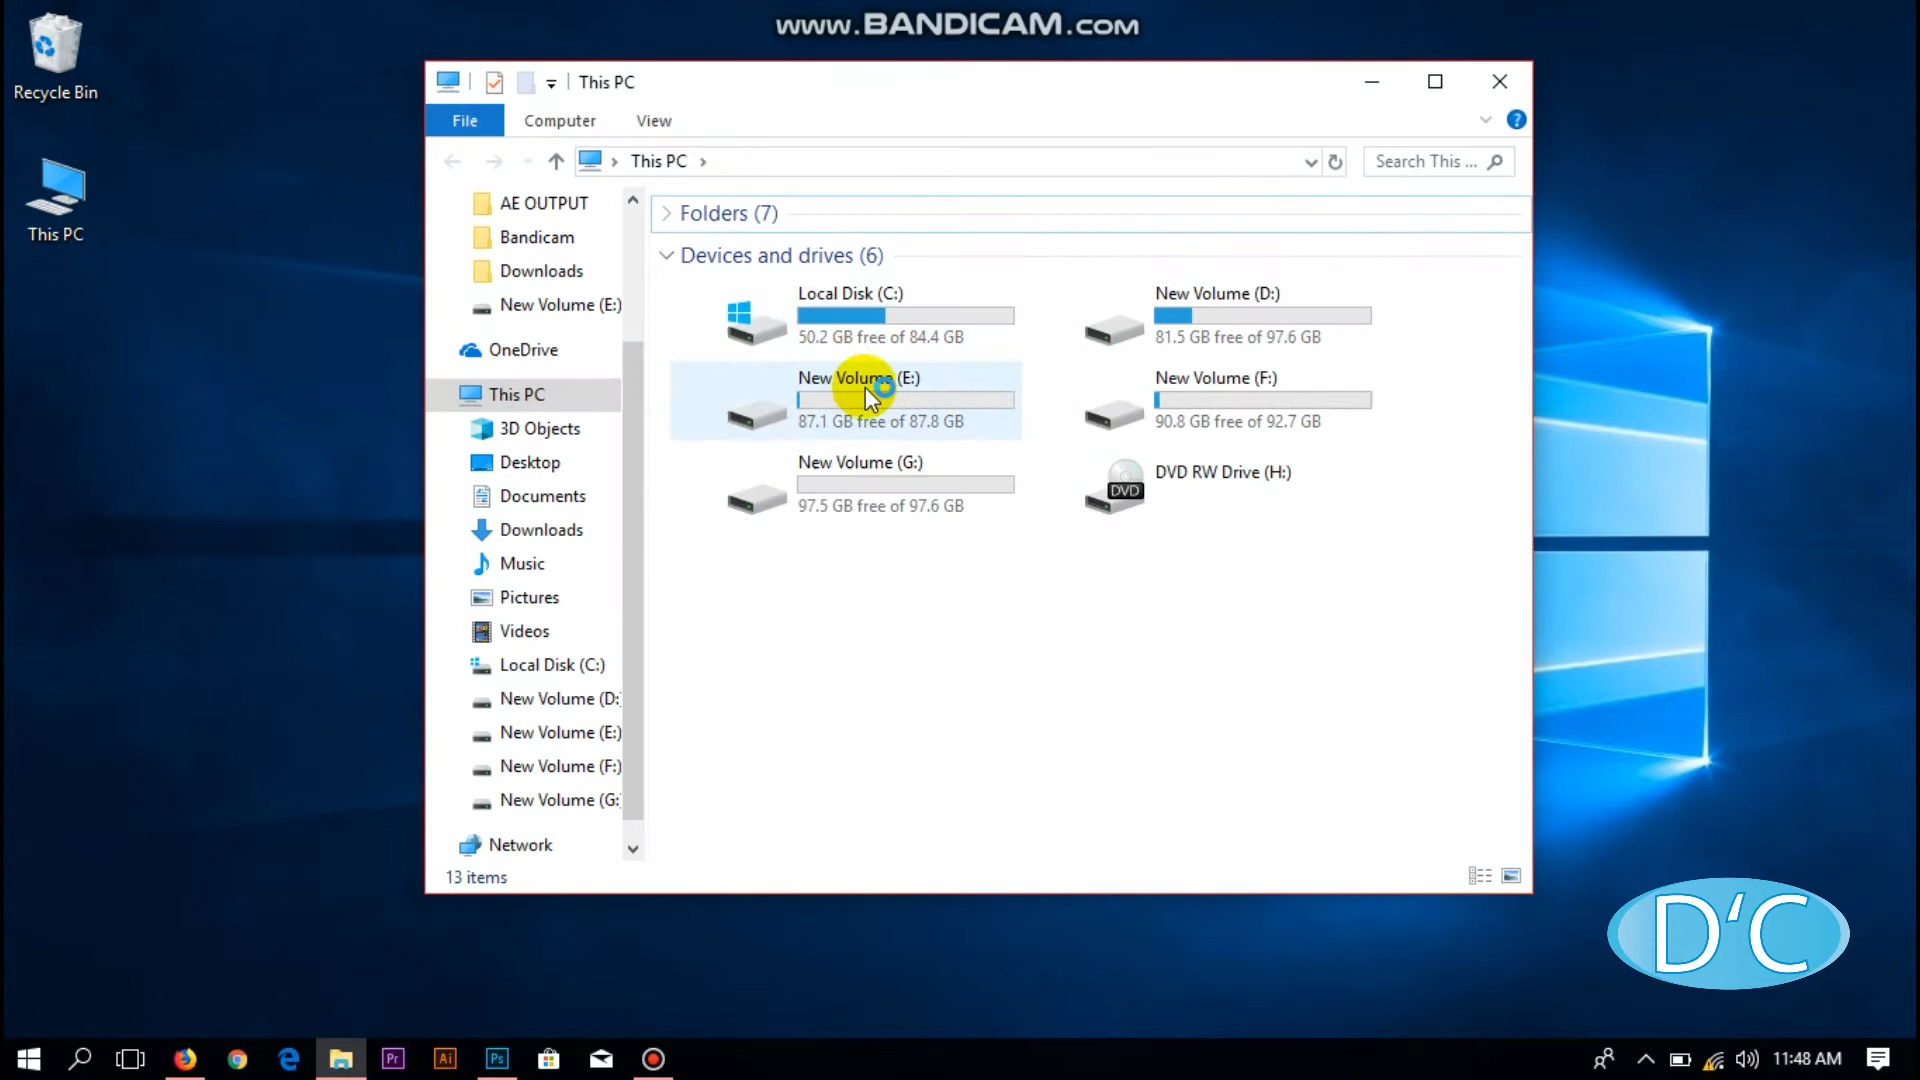 www.BANDICAM.com
Recycle Bin
This PC
This PC
File
Computer
View
?
This PC
Search This ...
AE OUTPUT
Bandicam
Downloads
New Volume (E:)
OneDrive
This PC
3D Objects
Desktop
Documents
Downloads
Music
Pictures
Videos
Local Disk (C:)
New Volume (D:
New Volume (E:)
New Volume (F:)
New Volume (G:
Network
Folders (7)
Devices and drives (6)
Local Disk (C:)
50.2 GB free of 84.4 GB
New Volume (D:)
81.5 GB free of 97.6 GB
New Volume (E:)
87.1 GB free of 87.8 GB
New Volume (F:)
90.8 GB free of 92.7 GB
New Volume (G:)
97.5 GB free of 97.6 GB
DVD
DVD RW Drive (H:)
13 items
D'C
Pr
Ai
Ps
11:48 AM